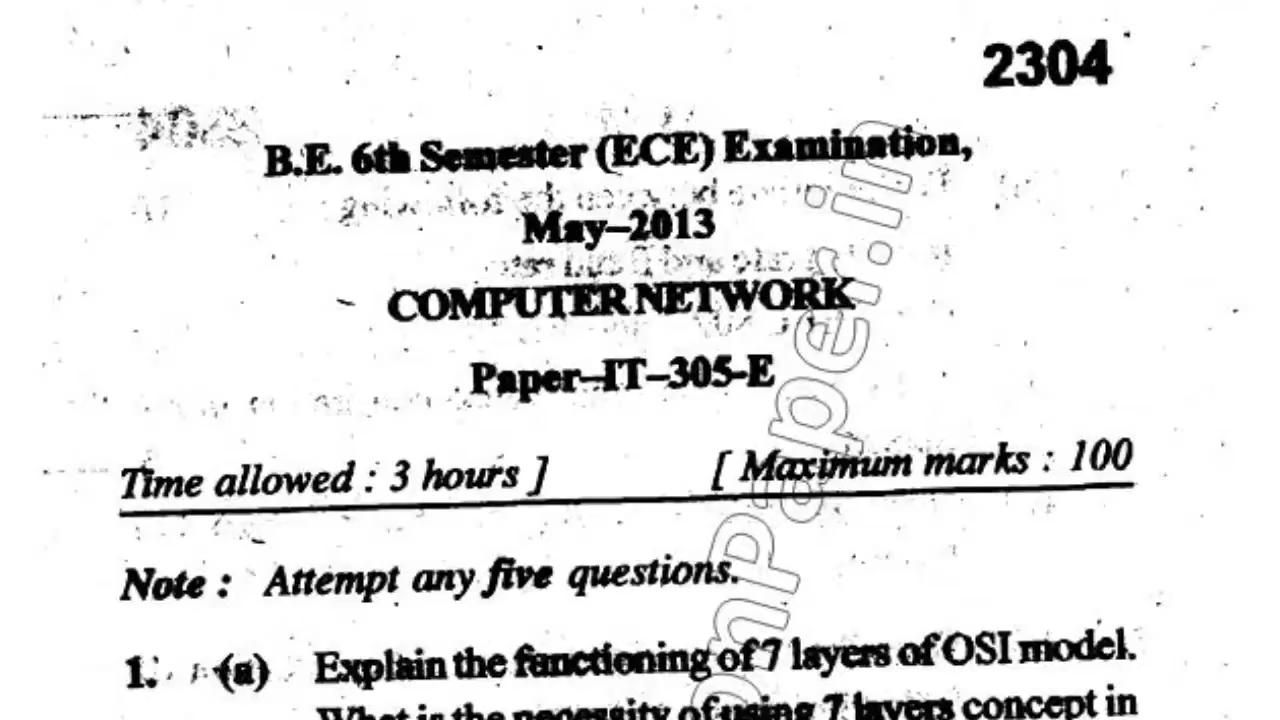 2304
B.E. 6th Semester (ECE) Examination,
May–2013
COMPUTER NETWORK
Paper–IT–305-E
Time allowed : 3 hours ] [ Maximum marks : 100
Note : Attempt any five questions.
1. (a) Explain the functioning of 7 layers of OSI model.
What is the necessity of using 7 layers concept in
onPaper.in